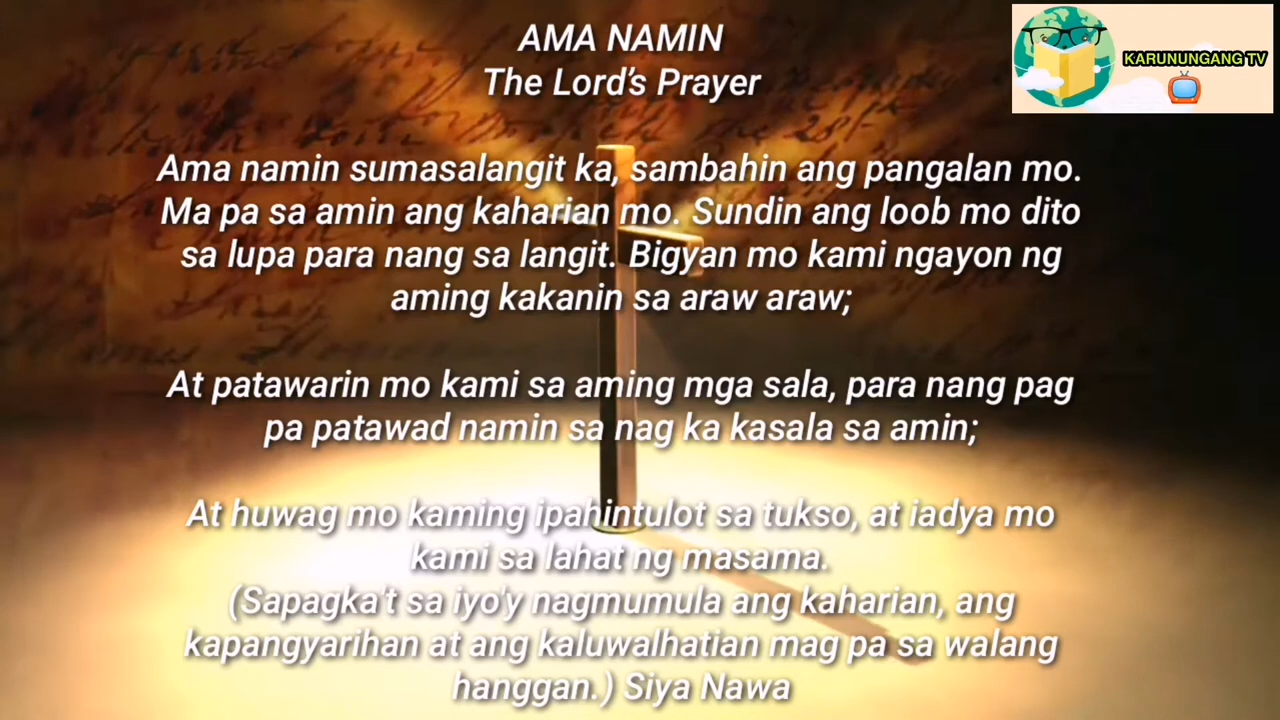 AMA NAMIN
The Lord's Prayer
KARUNUNGANG TV
Ama namin sumasalangit ka, sambahin ang pangalan mo.
Ma pa sa amin ang kaharian mo. Sundin ang loob mo dito
sa lupa para nang sa langit. Bigyan mo kami ngayon ng
aming kakanin sa araw araw;
At patawarin mo kami sa aming mga sala, para nang pag
pa patawad namin sa nag ka kasala sa amin;
At huwag mo kaming ipahintulot sa tukso, at iadya mo
kami sa lahat ng masama.
(Sapagka't sa iyo'y nagmumula ang kaharian, ang
kapangyarihan at ang kaluwalhatian mag pa sa walang
hanggan.) Siya Nawa